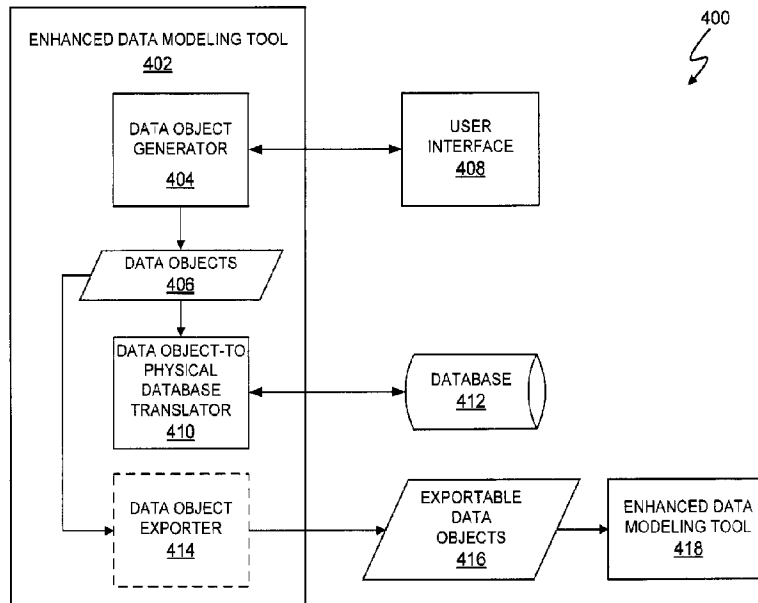 400
ENHANCED DATA MODELING TOOL
402
DATA OBJECT
GENERATOR
404
USER
INTERFACE
408
DATA OBJECTS
406
DATA OBJECT-TO
PHYSICAL
DATABASE
TRANSLATOR
410
DATABASE
412
DATA OBJECT
EXPORTER
414
EXPORTABLE
DATA
OBJECTS
416
ENHANCED DATA
MODELING TOOL
418